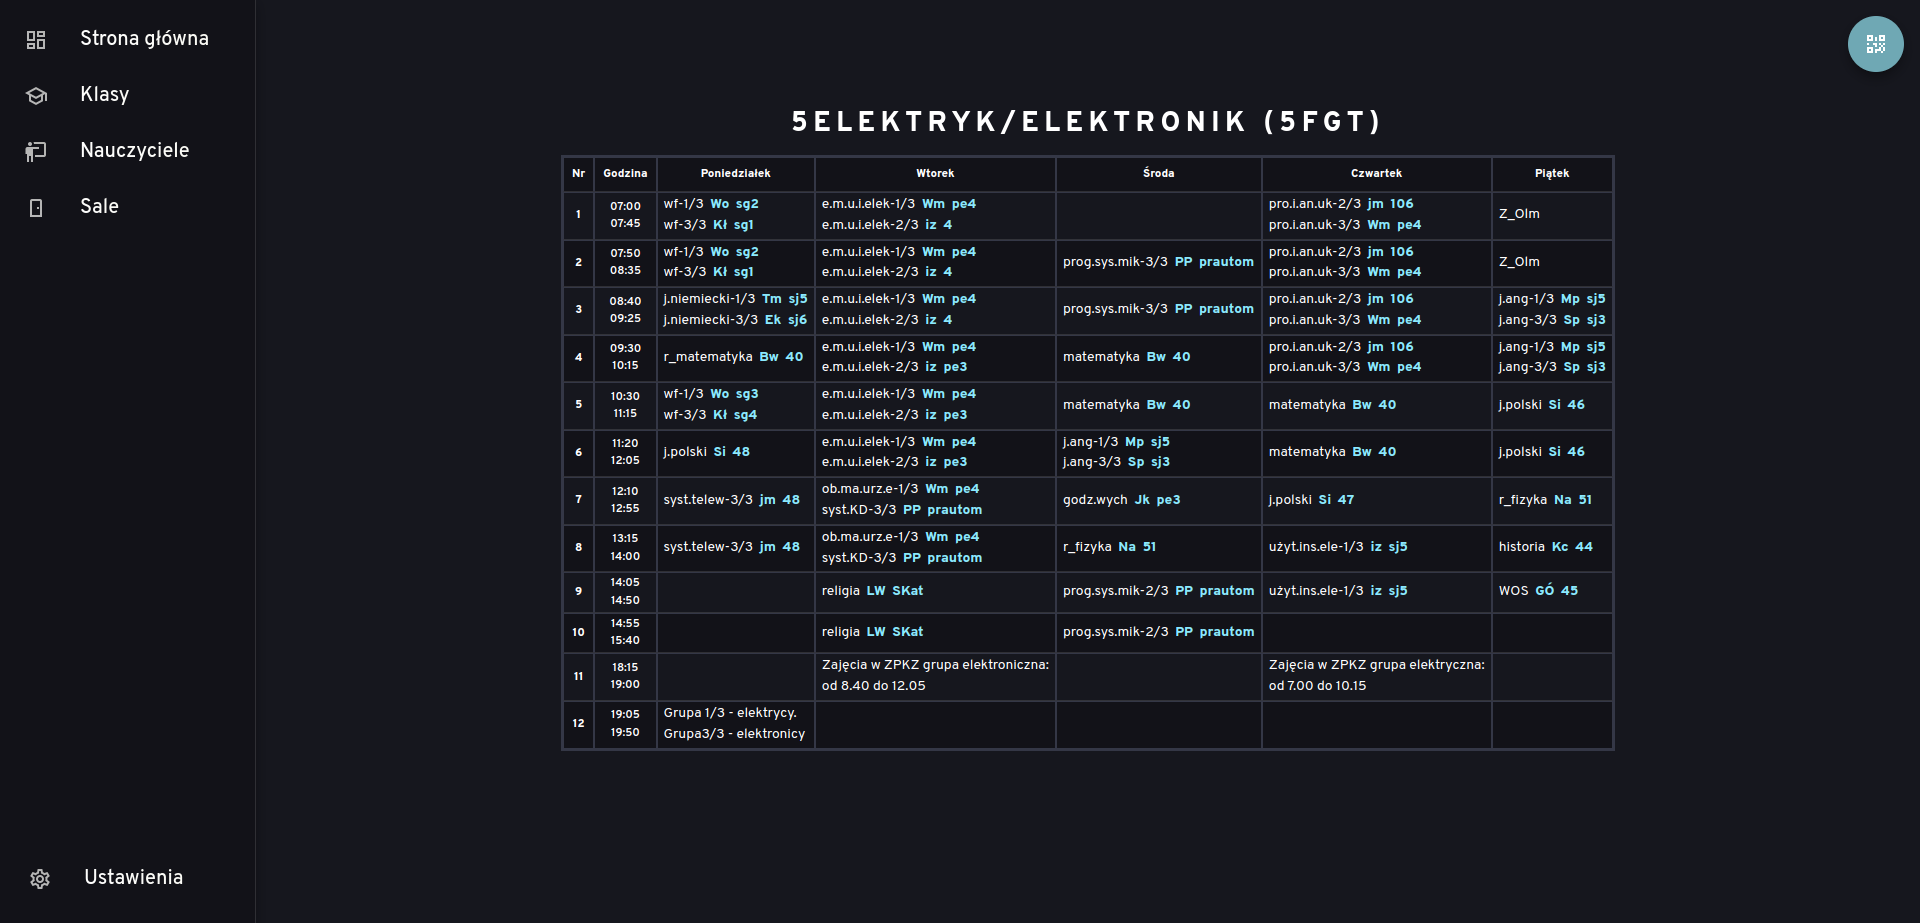 Strona główna
Klasy
Nauczyciele
Sale
Ustawienia
5ELEKTRYK/ELEKTRONIK (5FGT)
Nr Godzina Poniedziałek Wtorek Środa Czwartek Piątek
1
07:00
07:45
wf-1/3 Wo sg2
wf-3/3 Kł sg1
e.m.u.i.elek-1/3 Wm pe4
e.m.u.i.elek-2/3 iz 4
pro.i.an.uk-2/3 jm 106
pro.i.an.uk-3/3 Wm pe4
Z_Olm
2
07:50
08:35
wf-1/3 Wo sg2
wf-3/3 Kł sg1
e.m.u.i.elek-1/3 Wm pe4
e.m.u.i.elek-2/3 iz 4
prog.sys.mik-3/3 PP prautom
pro.i.an.uk-2/3 jm 106
pro.i.an.uk-3/3 Wm pe4
Z_Olm
3
08:40
09:25
j.niemiecki-1/3 Tm sj5
j.niemiecki-3/3 Ek sj6
e.m.u.i.elek-1/3 Wm pe4
e.m.u.i.elek-2/3 iz 4
prog.sys.mik-3/3 PP prautom
pro.i.an.uk-2/3 jm 106
pro.i.an.uk-3/3 Wm pe4
j.ang-1/3 Mp sj5
j.ang-3/3 Sp sj3
4
09:30
10:15
r_matematyka Bw 40
e.m.u.i.elek-1/3 Wm pe4
e.m.u.i.elek-2/3 iz pe3
matematyka Bw 40
pro.i.an.uk-2/3 jm 106
pro.i.an.uk-3/3 Wm pe4
j.ang-1/3 Mp sj5
j.ang-3/3 Sp sj3
5
10:30
11:15
wf-1/3 Wo sg3
wf-3/3 Kł sg4
e.m.u.i.elek-1/3 Wm pe4
e.m.u.i.elek-2/3 iz pe3
matematyka Bw 40
matematyka Bw 40
j.polski Si 46
6
11:20
12:05
j.polski Si 48
e.m.u.i.elek-1/3 Wm pe4
e.m.u.i.elek-2/3 iz pe3
j.ang-1/3 Mp sj5
j.ang-3/3 Sp sj3
matematyka Bw 40
j.polski Si 46
7
12:10
12:55
syst.telew-3/3 jm 48
ob.ma.urz.e-1/3 Wm pe4
syst.KD-3/3 PP prautom
godz.wych Jk pe3
j.polski Si 47
r_fizyka Na 51
8
13:15
14:00
syst.telew-3/3 jm 48
ob.ma.urz.e-1/3 Wm pe4
syst.KD-3/3 PP prautom
r_fizyka Na 51
użyt.ins.ele-1/3 iz sj5
historia Kc 44
9
14:05
14:50
religia LW SKat
prog.sys.mik-2/3 PP prautom
użyt.ins.ele-1/3 iz sj5
WOS GÓ 45
10
14:55
15:40
religia LW SKat
prog.sys.mik-2/3 PP prautom
11
18:15
19:00
Zajęcia w ZPKZ grupa elektroniczna:
od 8.40 do 12.05
Zajęcia w ZPKZ grupa elektryczna:
od 7.00 do 10.15
12
19:05
19:50
Grupa 1/3 - elektrycy.
Grupa3/3 - elektronicy